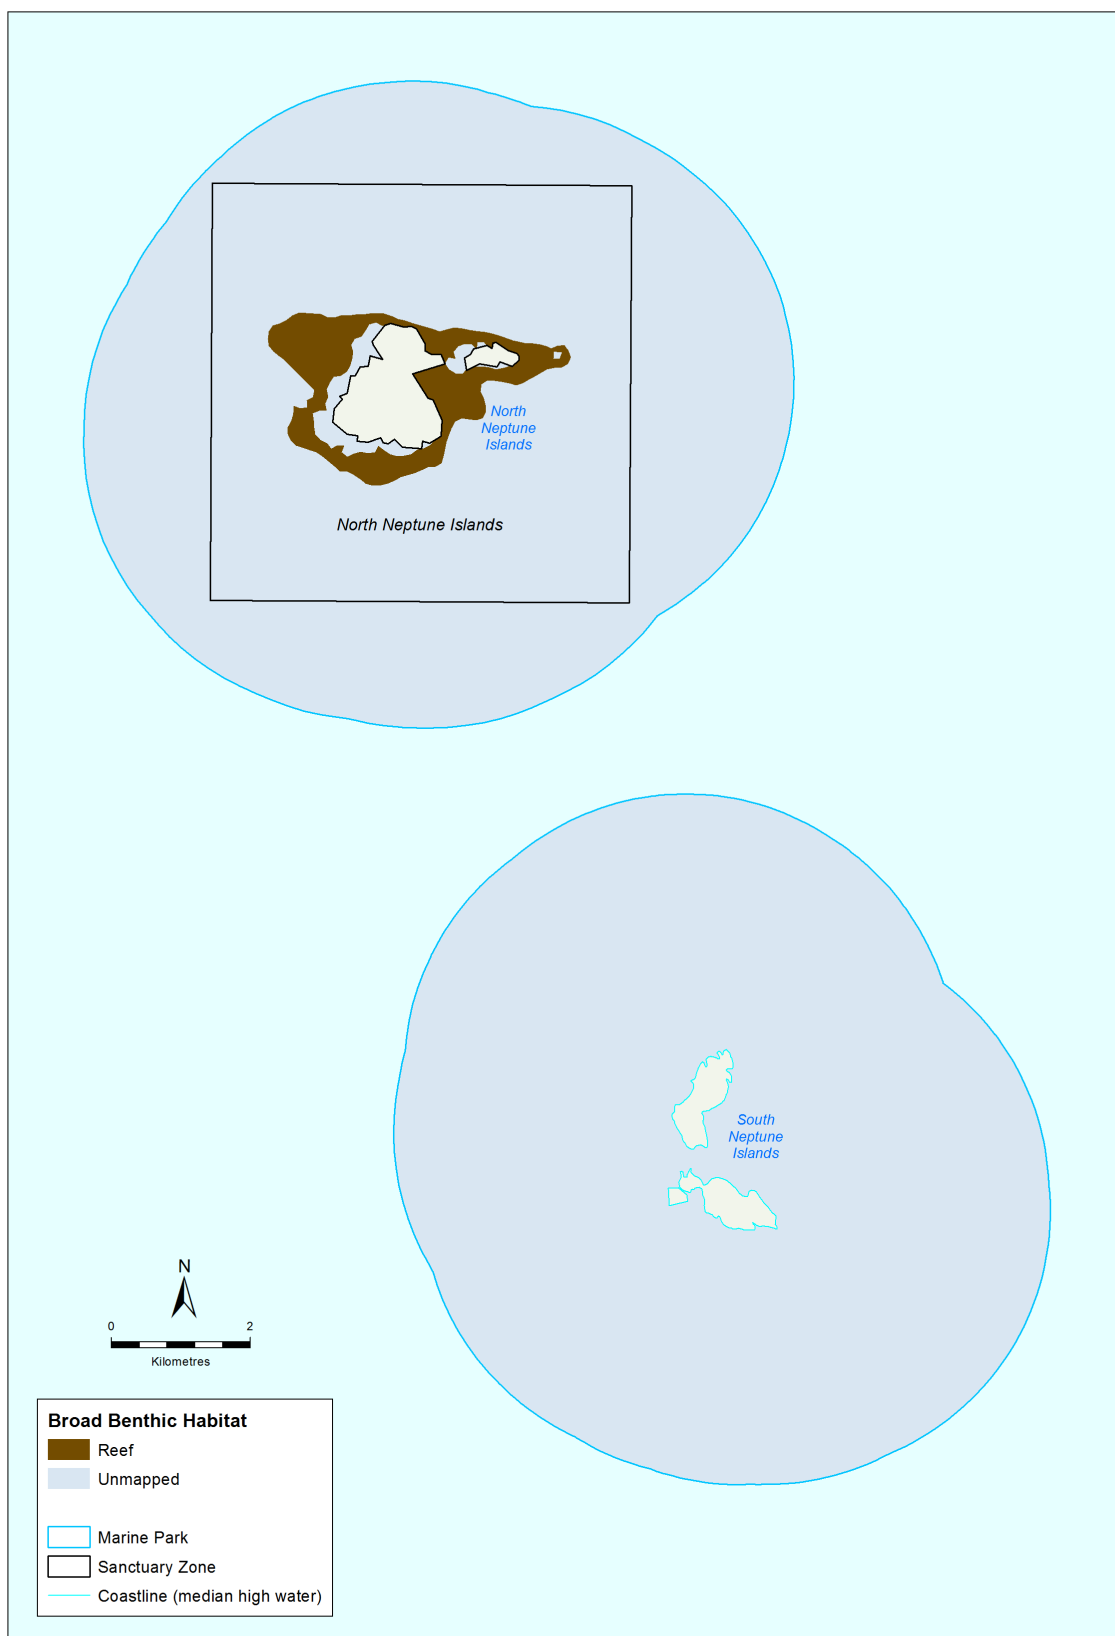 North
Neptune
Islands
North Neptune Islands
South
Neptune
Islands
N
0 2
Kilometres
Broad Benthic Habitat
Reef
Unmapped
Marine Park
Sanctuary Zone
Coastline (median high water)